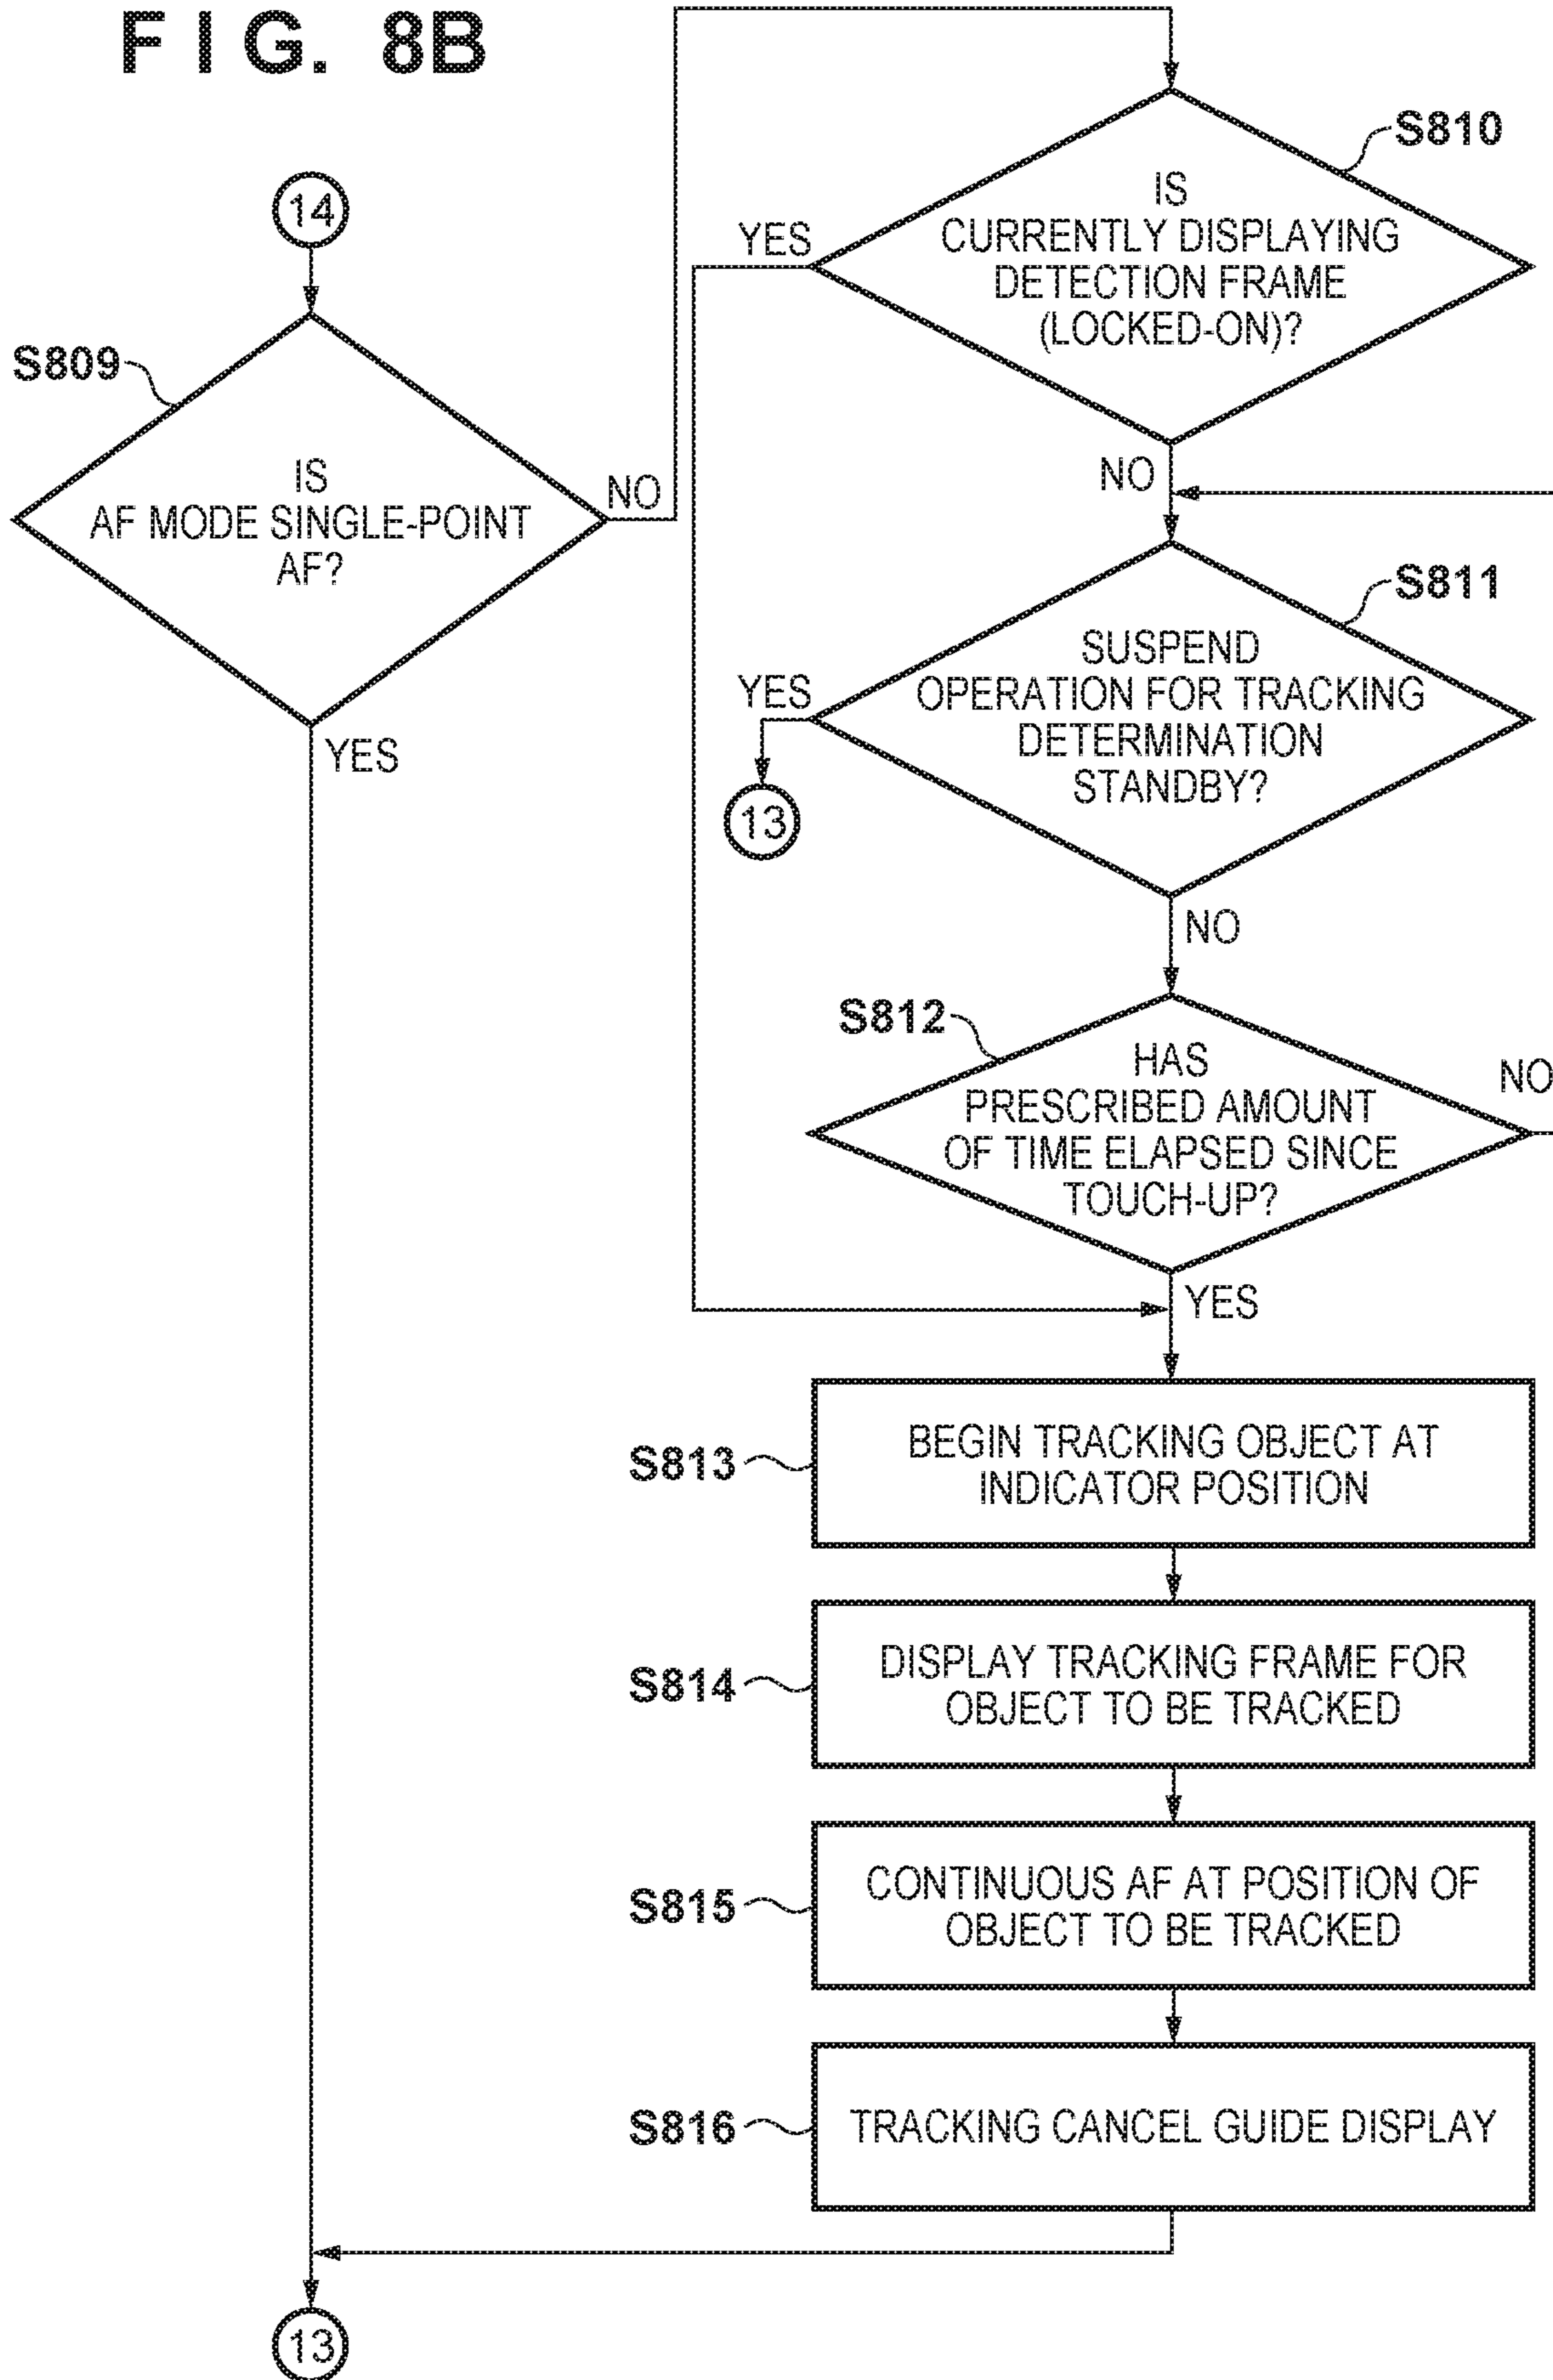 FIG. 8B
14
S809
IS
AF MODE SINGLE-POINT
AF?
NO
YES
S810
IS
CURRENTLY DISPLAYING
DETECTION FRAME
(LOCKED-ON)?
YES
NO
S811
SUSPEND
OPERATION FOR TRACKING
DETERMINATION
STANDBY?
YES
13
NO
S812
HAS
PRESCRIBED AMOUNT
OF TIME ELAPSED SINCE
TOUCH-UP?
NO
YES
S813
BEGIN TRACKING OBJECT AT
INDICATOR POSITION
S814
DISPLAY TRACKING FRAME FOR
OBJECT TO BE TRACKED
S815
CONTINUOUS AF AT POSITION OF
OBJECT TO BE TRACKED
S816
TRACKING CANCEL GUIDE DISPLAY
13